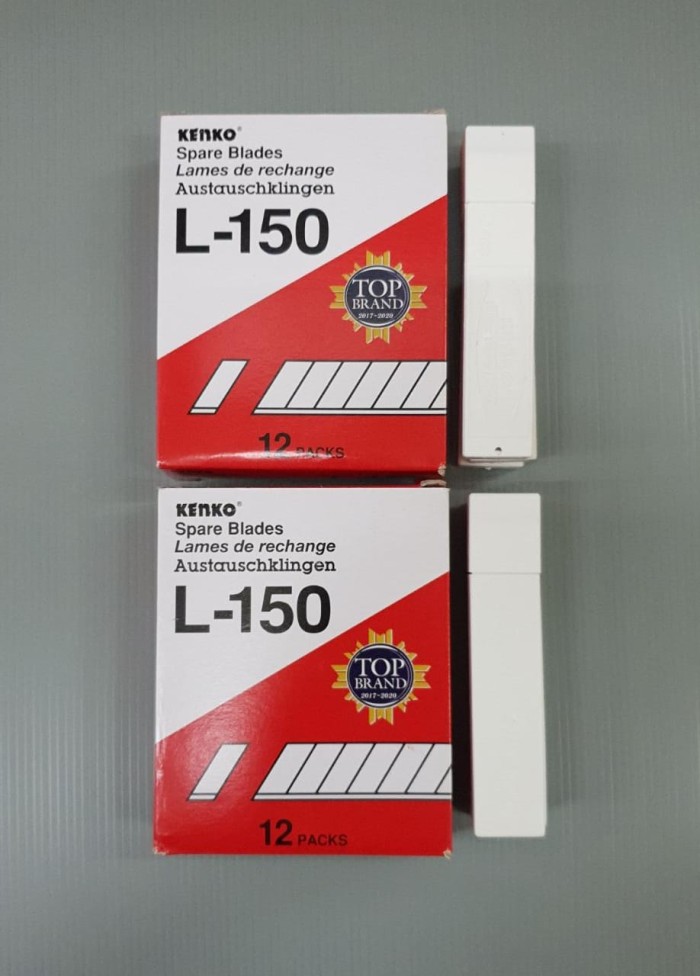 KENKO®
Spare Blades
Lames de rechange
Austauschklingen
L-150
TOP
BRAND
2017-2020
12 PACKS
KENKO®
Spare Blades
Lames de rechange
Austauschklingen
L-150
TOP
BRAND
2017-2020
12 PACKS